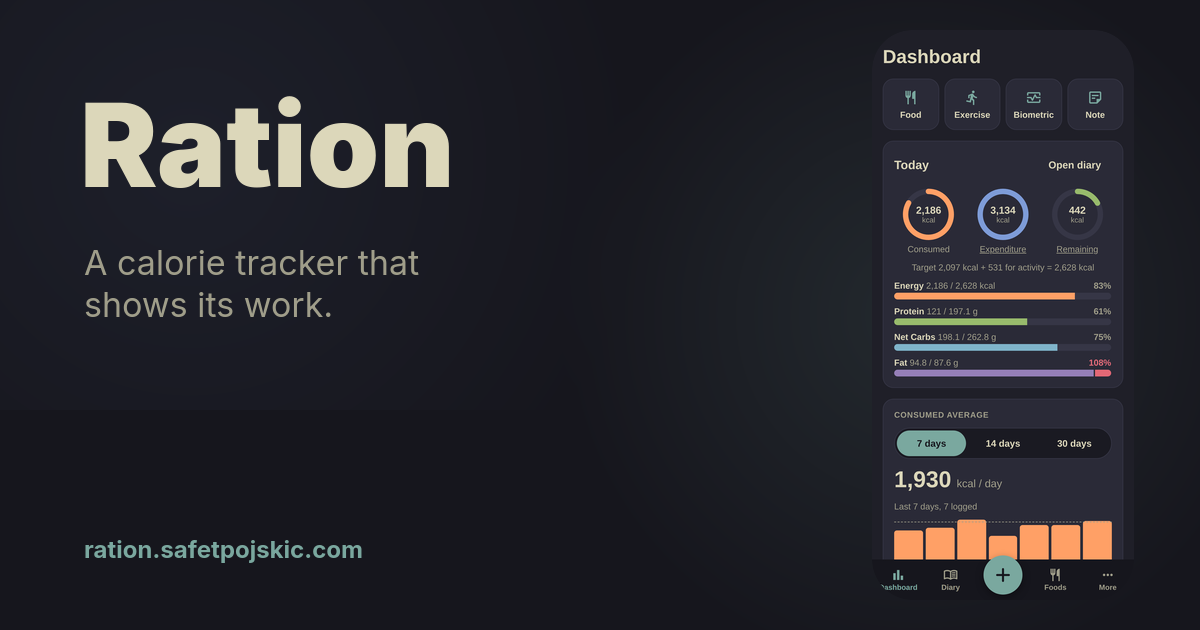 Ration
A calorie tracker that
shows its work.
ration.safetpojskic.com
Dashboard
Food Exercise Biometric Note
Today Open diary
2,186 3,134 442
kcal kcal kcal
Consumed Expenditure Remaining
Target 2,097 kcal + 531 for activity = 2,628 kcal
Energy 2,186 / 2,628 kcal 83%
Protein 121 / 197.1 g 61%
Net Carbs 198.1 / 262.8 g 75%
Fat 94.8 / 87.6 g 108%
CONSUMED AVERAGE
7 days 14 days 30 days
1,930 kcal / day
Last 7 days, 7 logged
Dashboard Diary Foods More